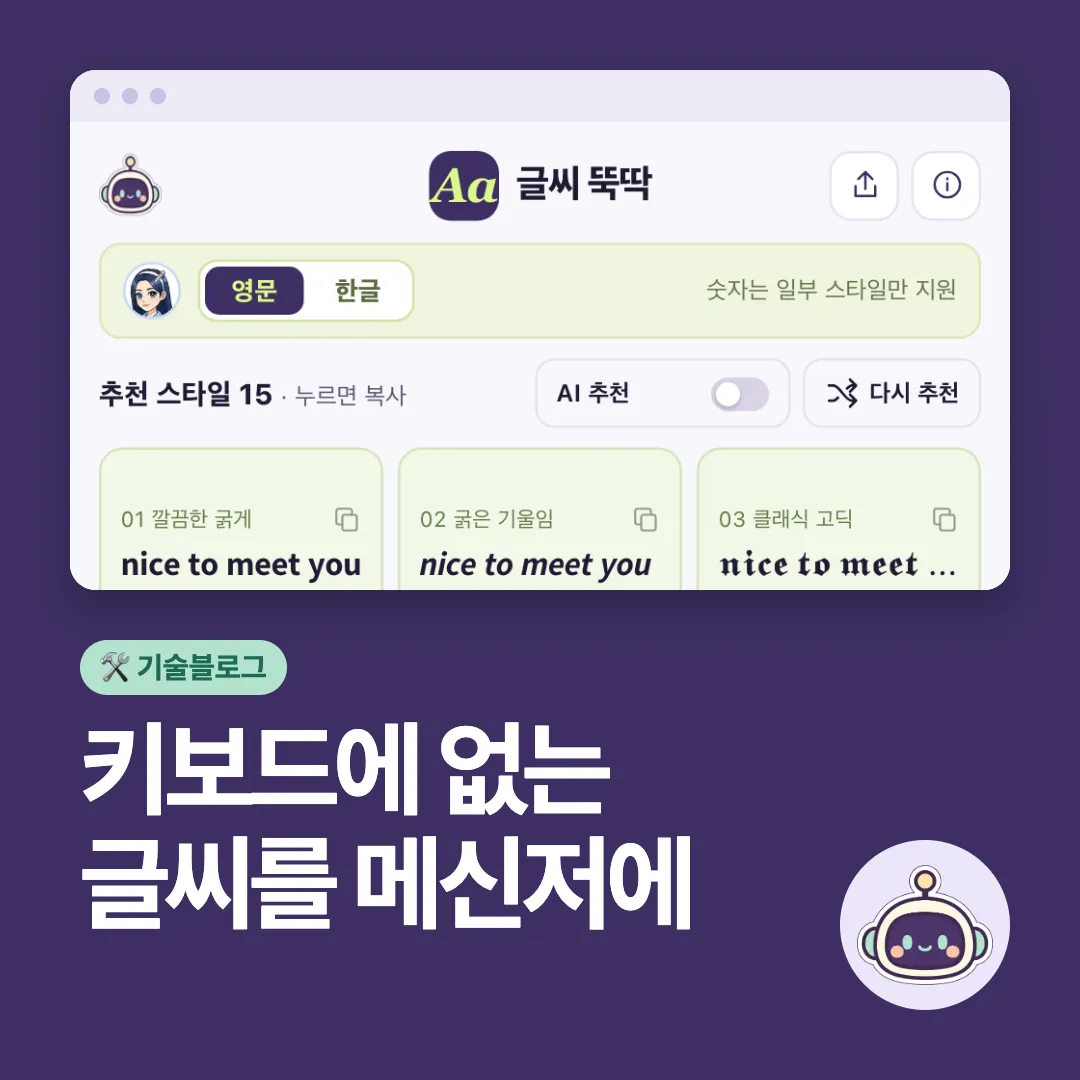 Aa 글씨 뚝딱
영문 한글 숫자는 일부 스타일만 지원
추천 스타일 15 · 누르면 복사 AI 추천 다시 추천
01 깔끔한 굵게
nice to meet you
02 굵은 기울임
nice to meet you
03 클래식 고딕
𝖓𝖎𝖈𝖊 𝖙𝖔 𝖒𝖊𝖊𝖙 ...
🛠 기술블로그
키보드에 없는
글씨를 메신저에